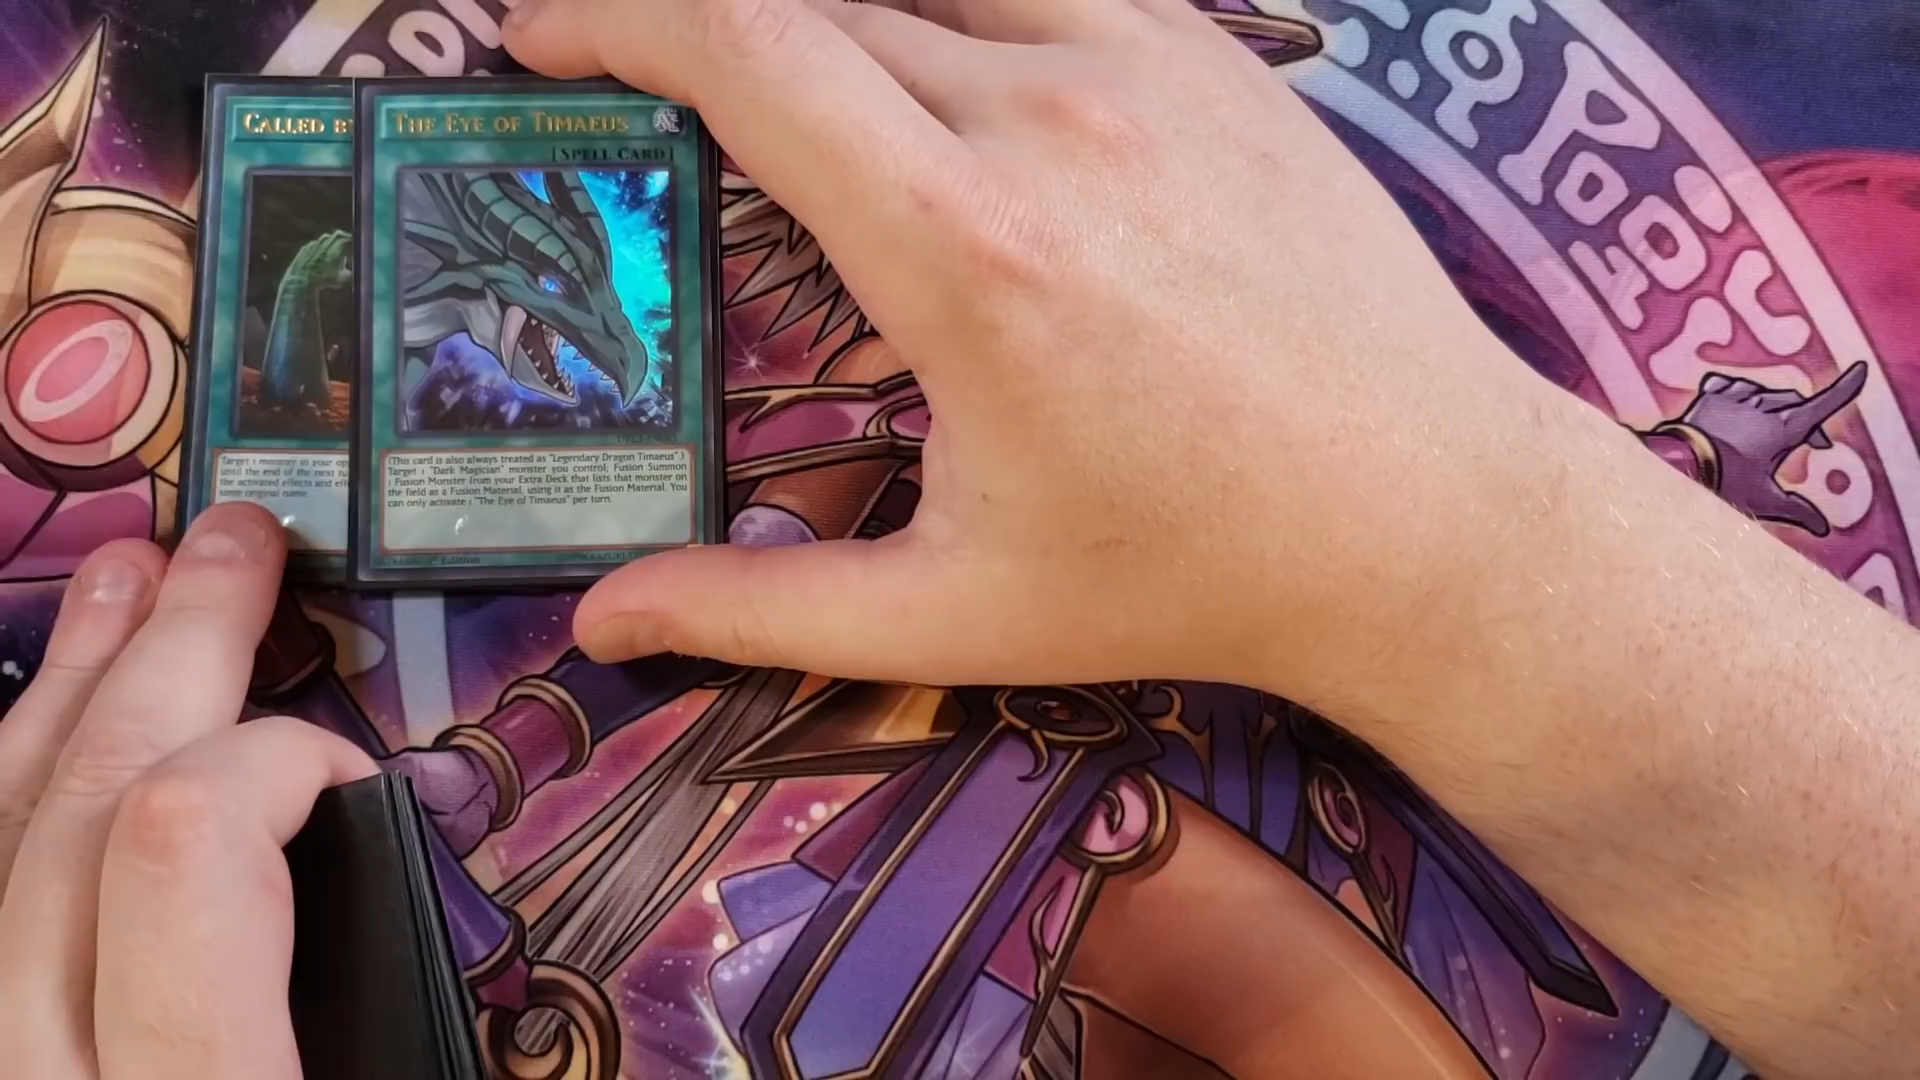 CALLED B
Target 1 monster in your op
until the end of the next tu
the activated effects and eff
same original name.
THE EYE OF TIMAEUS
[SPELL CARD]
(This card is also always treated as "Legendary Dragon Timaeus".)
Target 1 "Dark Magician" monster you control; Fusion Summon
1 Fusion Monster from your Extra Deck that lists that monster on
the field as a Fusion Material, using it as the Fusion Material. You
can only activate 1 "The Eye of Timaeus" per turn.
1st Edition